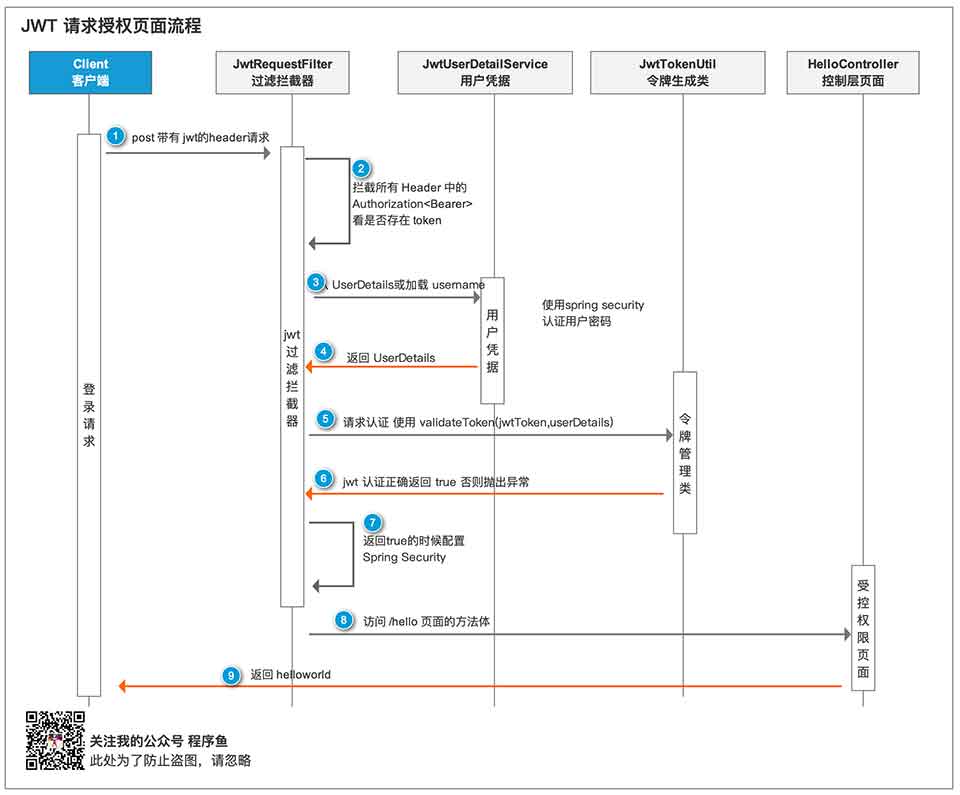 JWT 请求授权页面流程
Client
客户端
JwtRequestFilter
过滤拦截器
JwtUserDetailService
用户凭据
JwtTokenUtil
令牌生成类
HelloController
控制层页面
1
post 带有 jwt的header请求
2
拦截所有 Header 中的
Authorization<Bearer>
看是否存在 token
3
UserDetails或加载 username
使用spring security
认证用户密码
用户凭据
jwt过滤拦截器
4
返回 UserDetails
登录请求
5
请求认证 使用 validateToken(jwtToken,userDetails)
令牌管理类
6
jwt 认证正确返回 true 否则抛出异常
7
返回true的时候配置
Spring Security
8
访问 /hello 页面的方法体
受控权限页面
9
返回 helloworld
关注我的公众号 程序鱼
此处为了防止盗图，请忽略